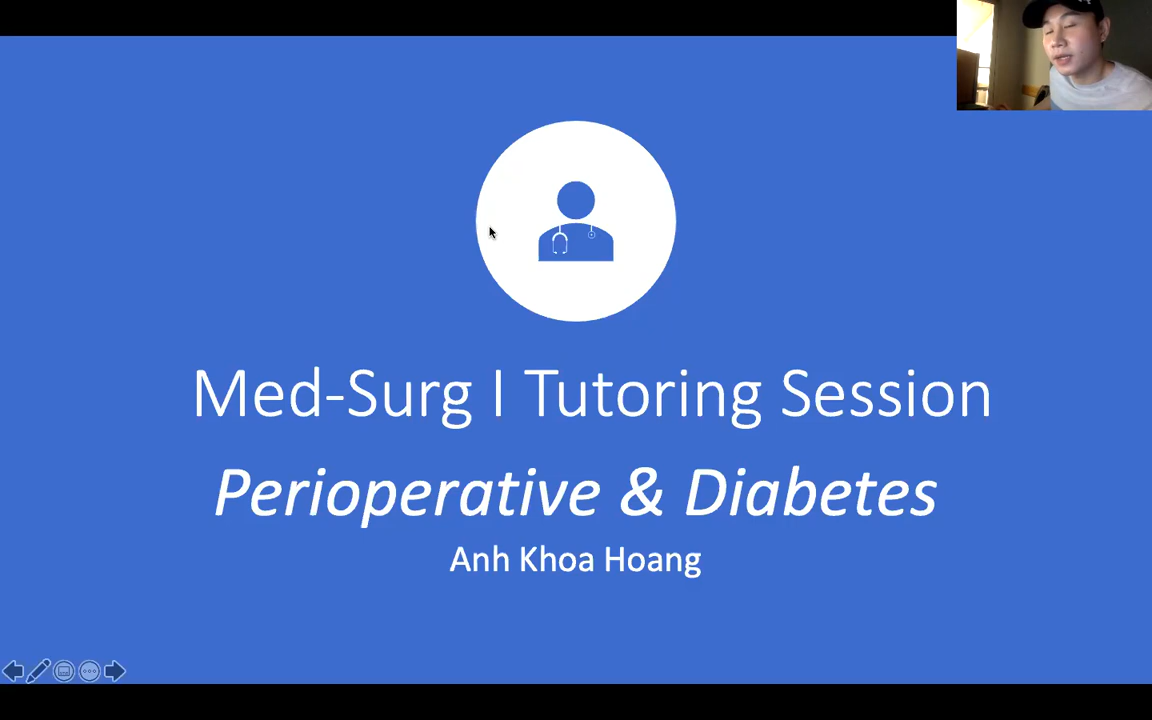 Med-Surg I Tutoring Session
Perioperative & Diabetes
Anh Khoa Hoang